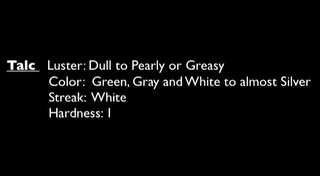 Talc Luster: Dull to Pearly or Greasy
Color: Green, Gray and White to almost Silver
Streak: White
Hardness: 1